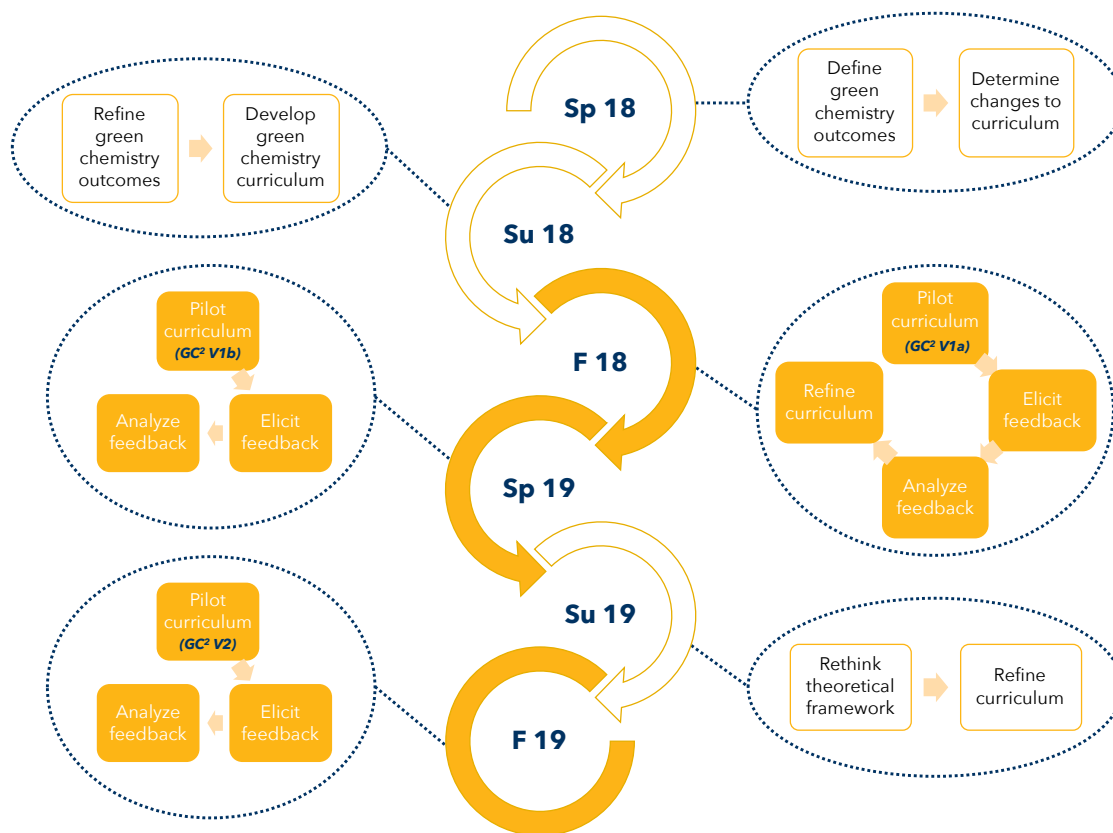 Sp 18
Define
green
chemistry
outcomes
Determine
changes to
curriculum
Refine
green
chemistry
outcomes
Develop
green
chemistry
curriculum
Su 18
F 18
Pilot
curriculum
(GC² V1a)
Elicit
feedback
Analyze
feedback
Refine
curriculum
Pilot
curriculum
(GC² V1b)
Elicit
feedback
Analyze
feedback
Sp 19
Su 19
Rethink
theoretical
framework
Refine
curriculum
Pilot
curriculum
(GC² V2)
Elicit
feedback
Analyze
feedback
F 19